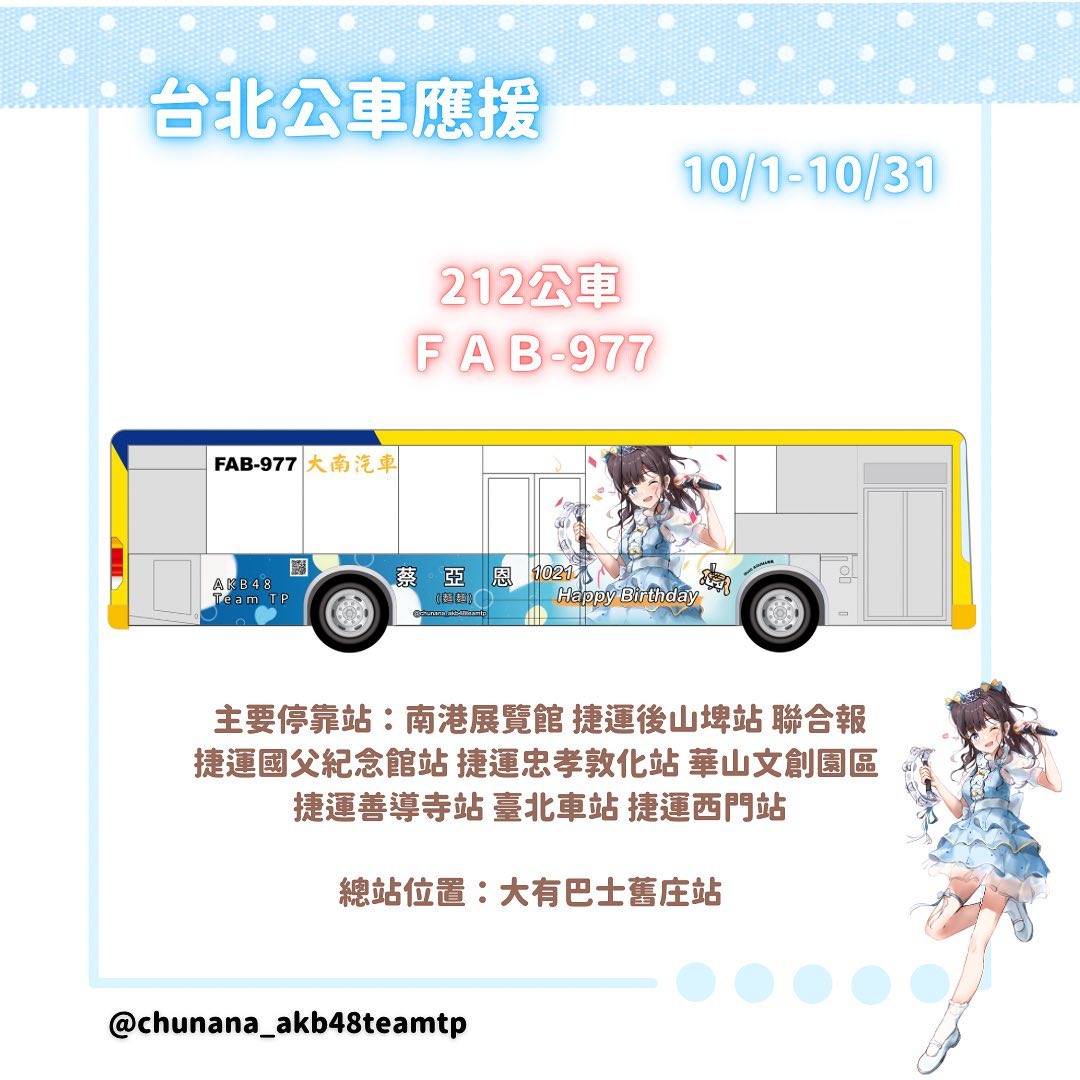 台北公車應援
10/1-10/31
212公車
ＦＡＢ-977
FAB-977 大南汽車
AKB48
Team TP
蔡亞恩
1021
Happy Birthday
@chunana_akb48teamtp
主要停靠站：南港展覽館 捷運後山埤站 聯合報
捷運國父紀念館站 捷運忠孝敦化站 華山文創園區
捷運善導寺站 臺北車站 捷運西門站
總站位置：大有巴士舊庄站
@chunana_akb48teamtp